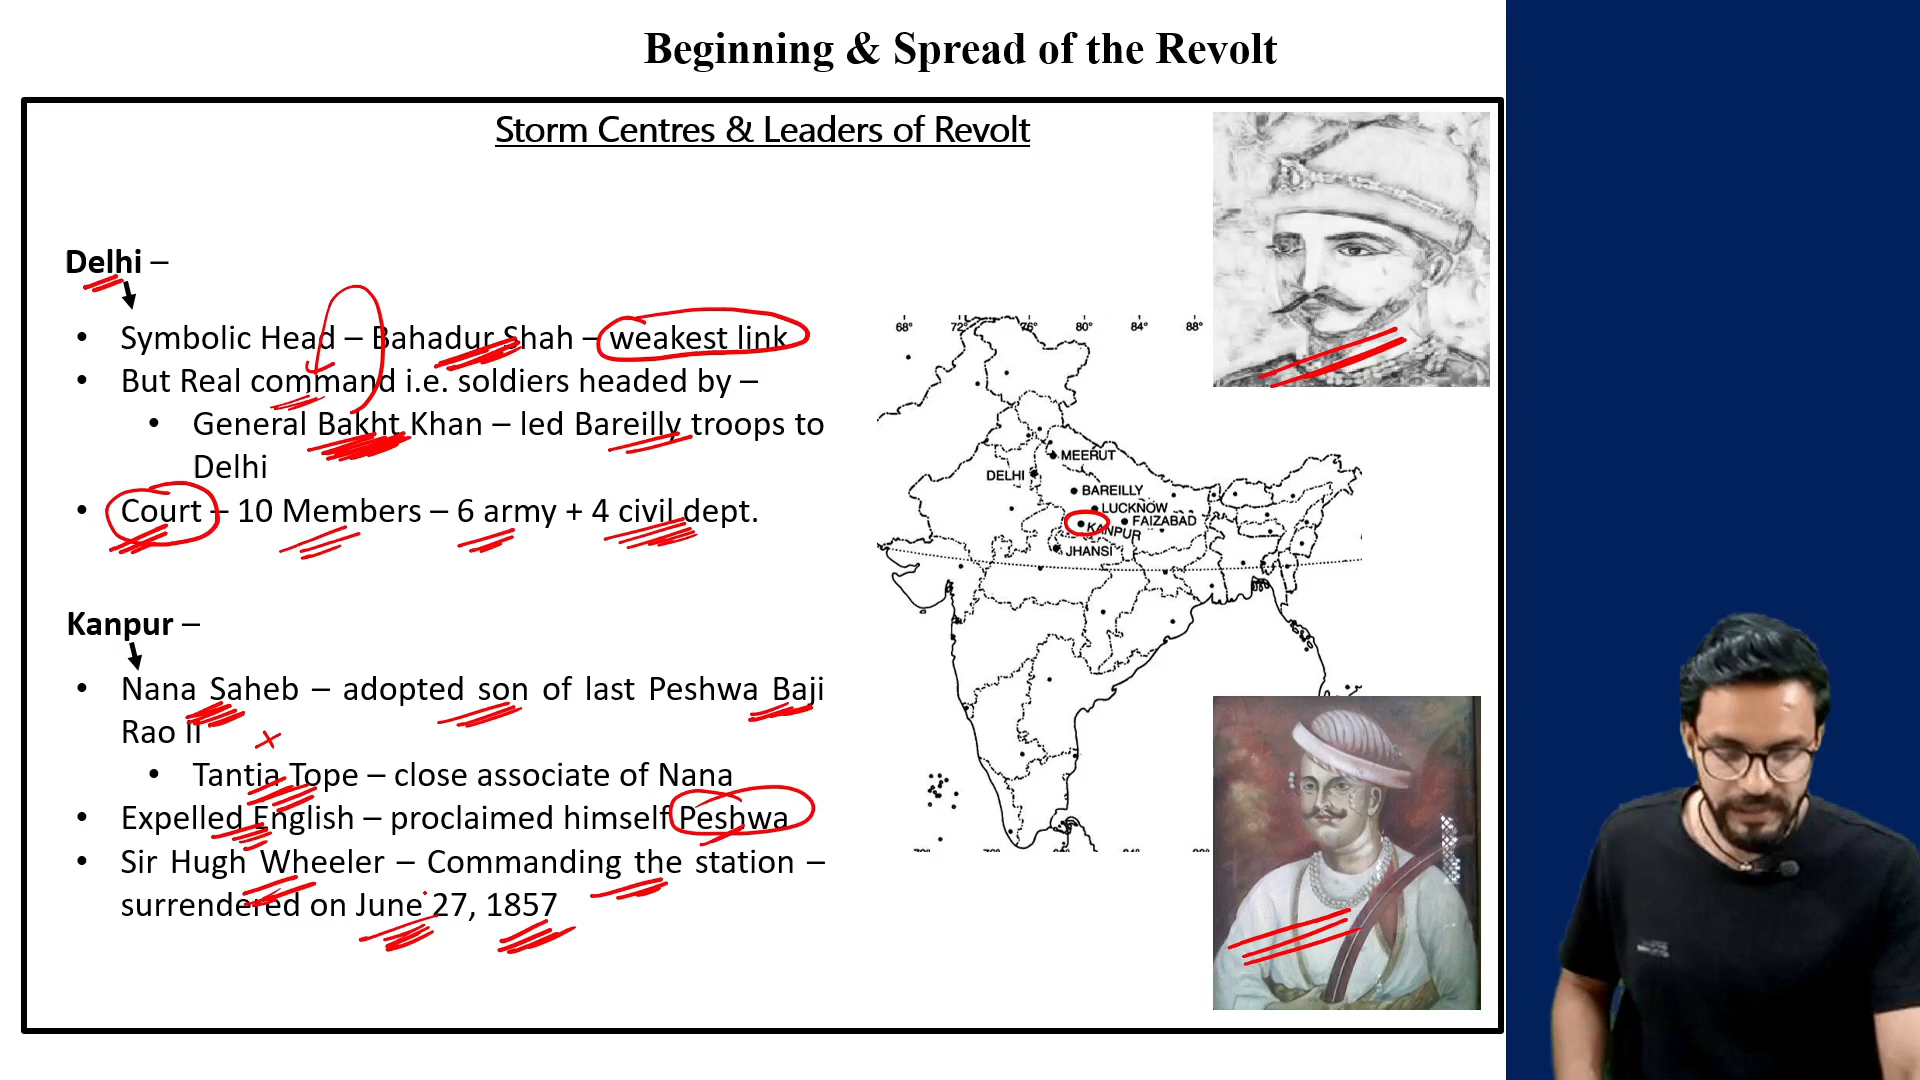 Beginning & Spread of the Revolt
Storm Centres & Leaders of Revolt
Delhi –
• Symbolic Head – Bahadur Shah – weakest link
• But Real command i.e. soldiers headed by –
• General Bakht Khan – led Bareilly troops to
Delhi
• Court – 10 Members – 6 army + 4 civil dept.
Kanpur –
• Nana Saheb – adopted son of last Peshwa Baji
Rao II
• Tantia Tope – close associate of Nana
• Expelled English – proclaimed himself Peshwa
• Sir Hugh Wheeler – Commanding the station –
surrendered on June 27, 1857
68° 72° 76° 80° 84° 88°
MEERUT
DELHI
BAREILLY
LUCKNOW
FAIZABAD
KANPUR
JHANSI